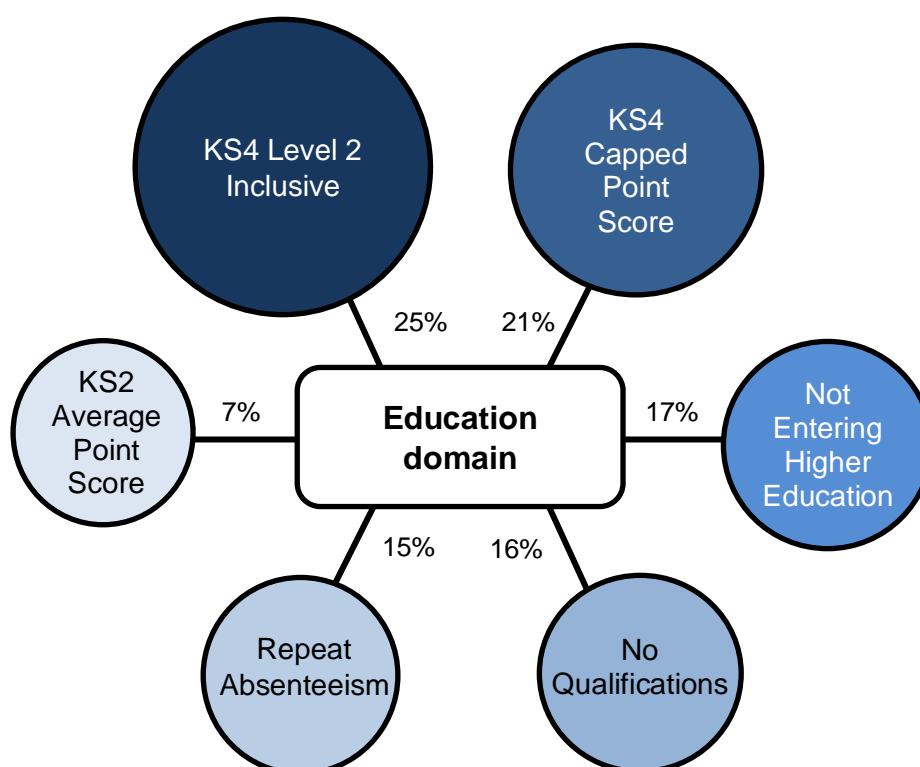 KS4 Level 2
Inclusive
KS4
Capped
Point
Score
25%
21%
KS2
Average
Point
Score
7%
Education
domain
17%
Not
Entering
Higher
Education
15%
16%
Repeat
Absenteeism
No
Qualifications